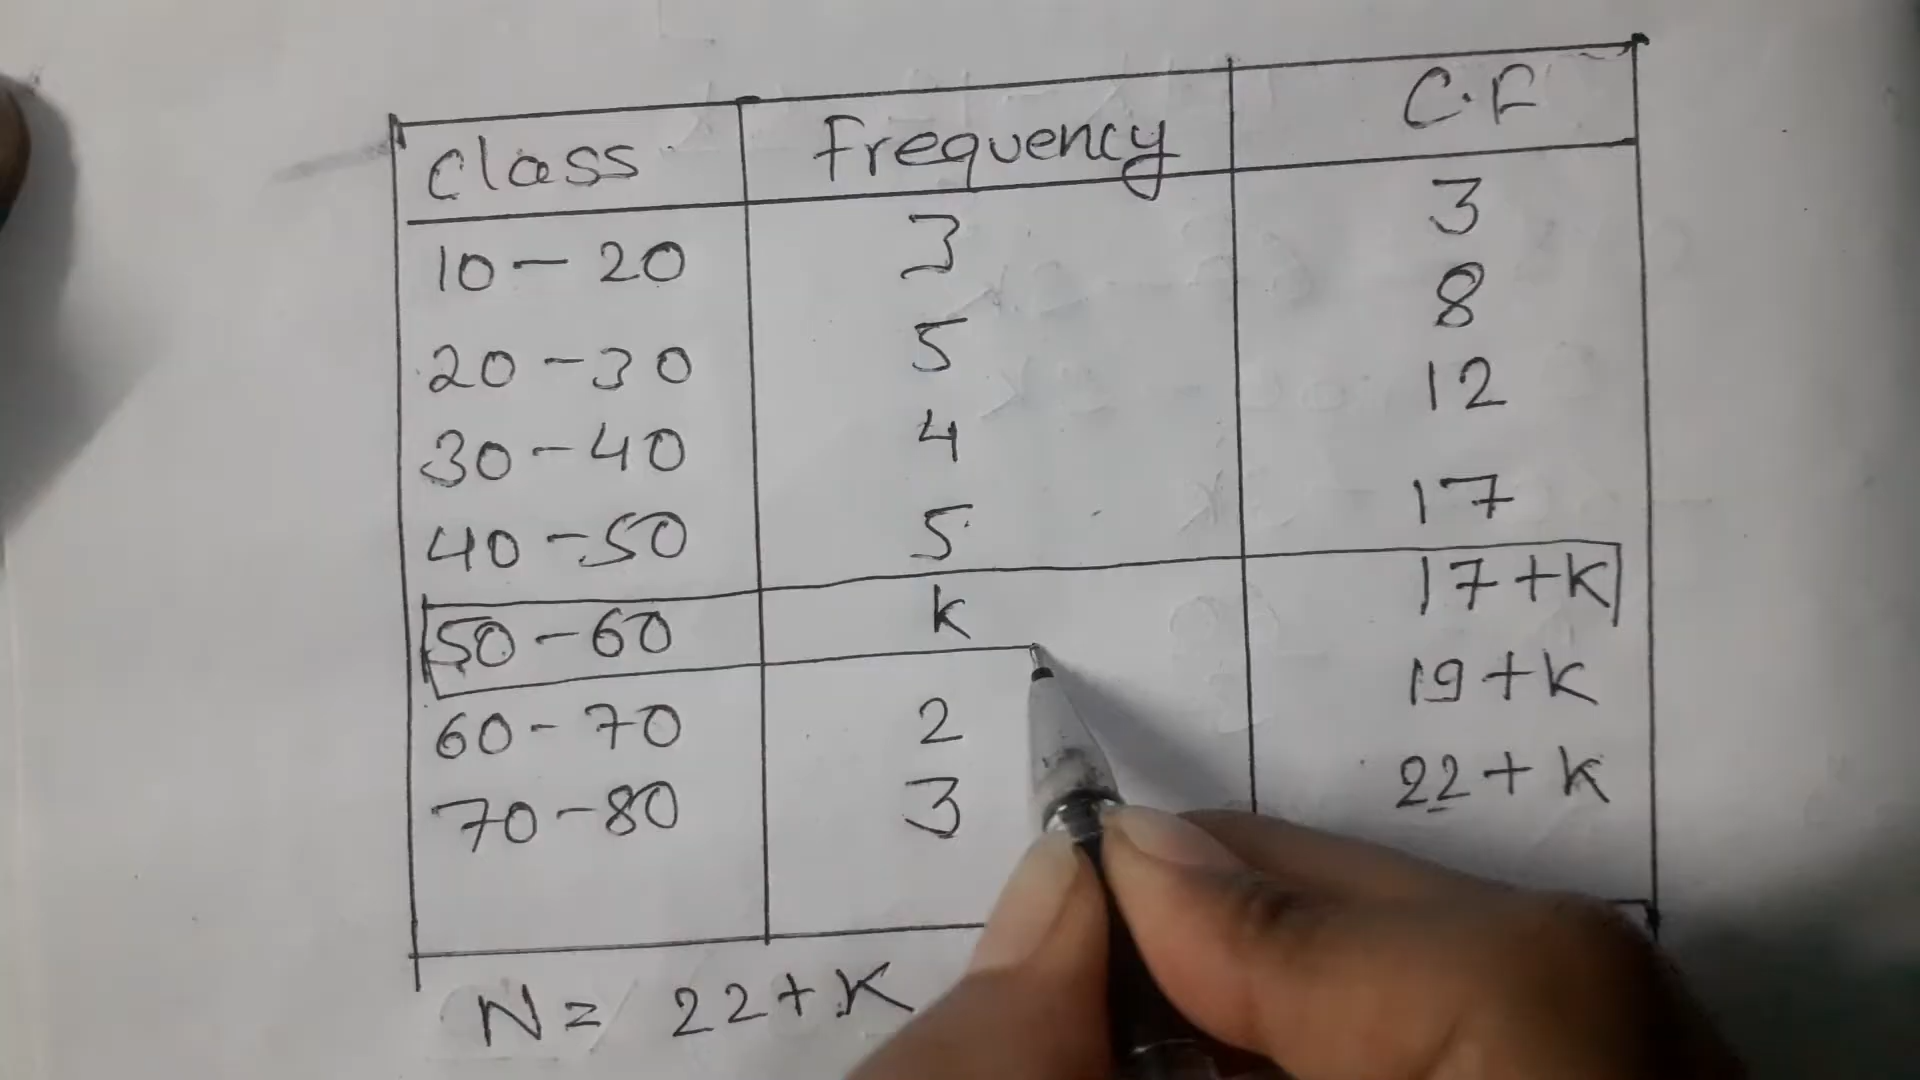 Class Frequency C.F
10 - 20 3 3
20 - 30 5 8
30 - 40 4 12
40 - 50 5 17
50 - 60 k 17 + K
60 - 70 2 19 + K
70 - 80 3 22 + K
N = 22 + K